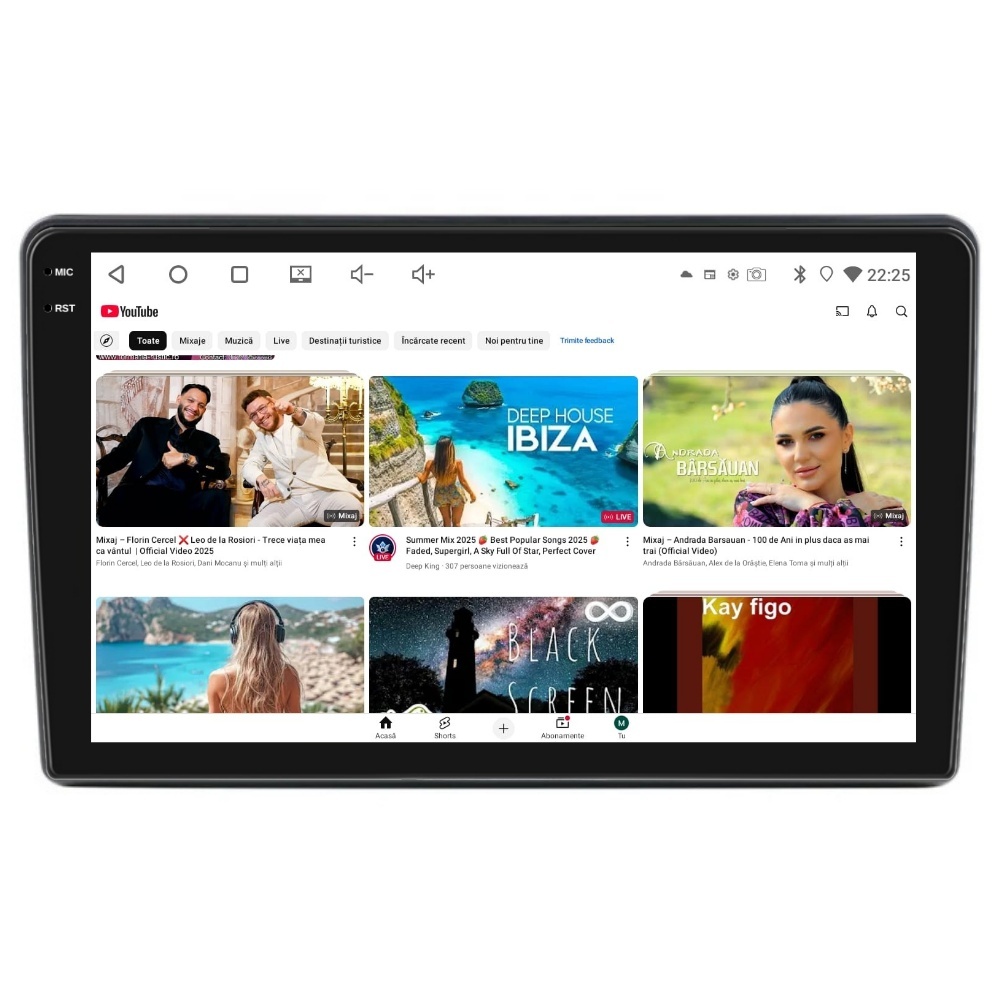 MIC
RST
22:25
YouTube
Toate
Mixaje
Muzică
Live
Destinații turistice
Încărcate recent
Noi pentru tine
Trimite feedback
Mixaj
DEEP HOUSE
IBIZA
LIVE
ANDRADA
BÂRSĂUAN
Mixaj
Mixaj – Florin Cercel ❌Leo de la Rosiori - Trece viața mea
ca vântul | Official Video 2025
Florin Cercel, Leo de la Rosiori, Dani Mocanu și mulți alții
LIVE
Summer Mix 2025 🍓 Best Popular Songs 2025 🍓
Faded, Supergirl, A Sky Full Of Star, Perfect Cover
Deep King · 307 persoane vizionează
Mixaj – Andrada Barsauan - 100 de Ani in plus daca as mai
trai (Official Video)
Andrada Bârsăuan, Alex de la Orăștie, Elena Toma și mulți alții
BLACK
SCREEN
Kay figo
Acasă
Shorts
Abonamente
M
Tu